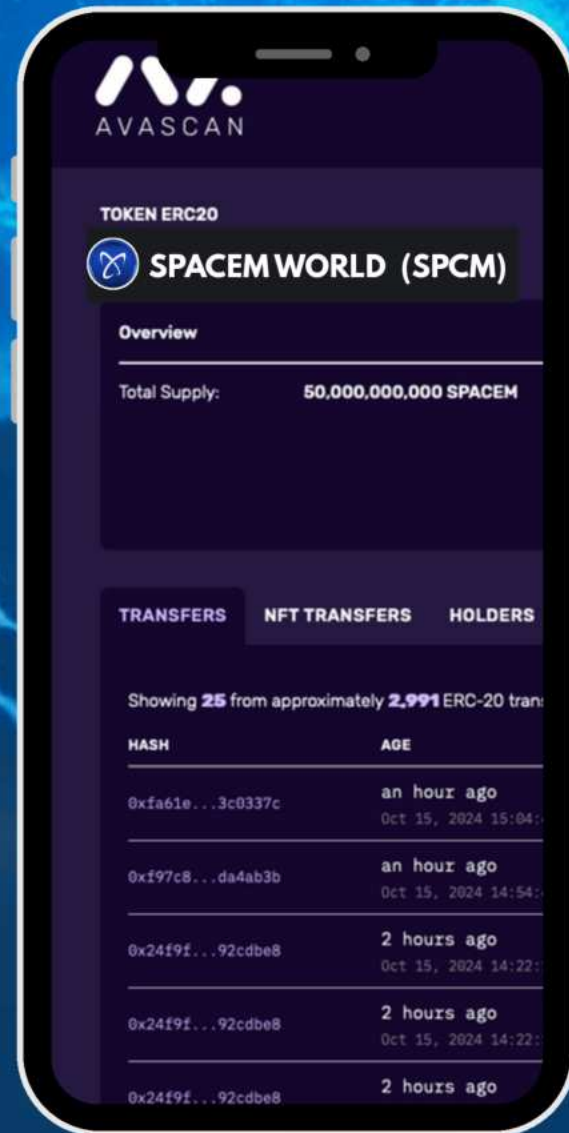 AVASCAN
TOKEN ERC20
SPACEM WORLD (SPCM)
Overview
Total Supply: 50,000,000,000 SPACEM
TRANSFERS NFT TRANSFERS HOLDERS
Showing 25 from approximately 2,991 ERC-20 tran
HASH AGE
0xfa61e...3c0337c an hour ago
Oct 15, 2024 15:04:
0xf97c8...da4ab3b an hour ago
Oct 15, 2024 14:54:
0x24f9f...92cdbe8 2 hours ago
Oct 15, 2024 14:22:
0x24f9f...92cdbe8 2 hours ago
Oct 15, 2024 14:22:
0x24f9f...92cdbe8 2 hours ago